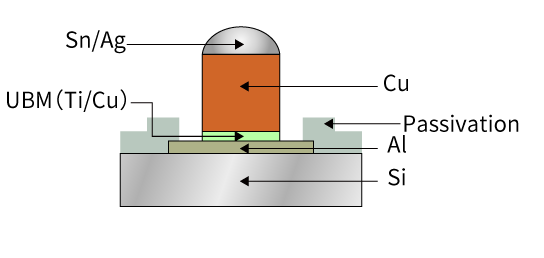 Sn/Ag
Cu
UBM(Ti/Cu)
Passivation
Al
Si